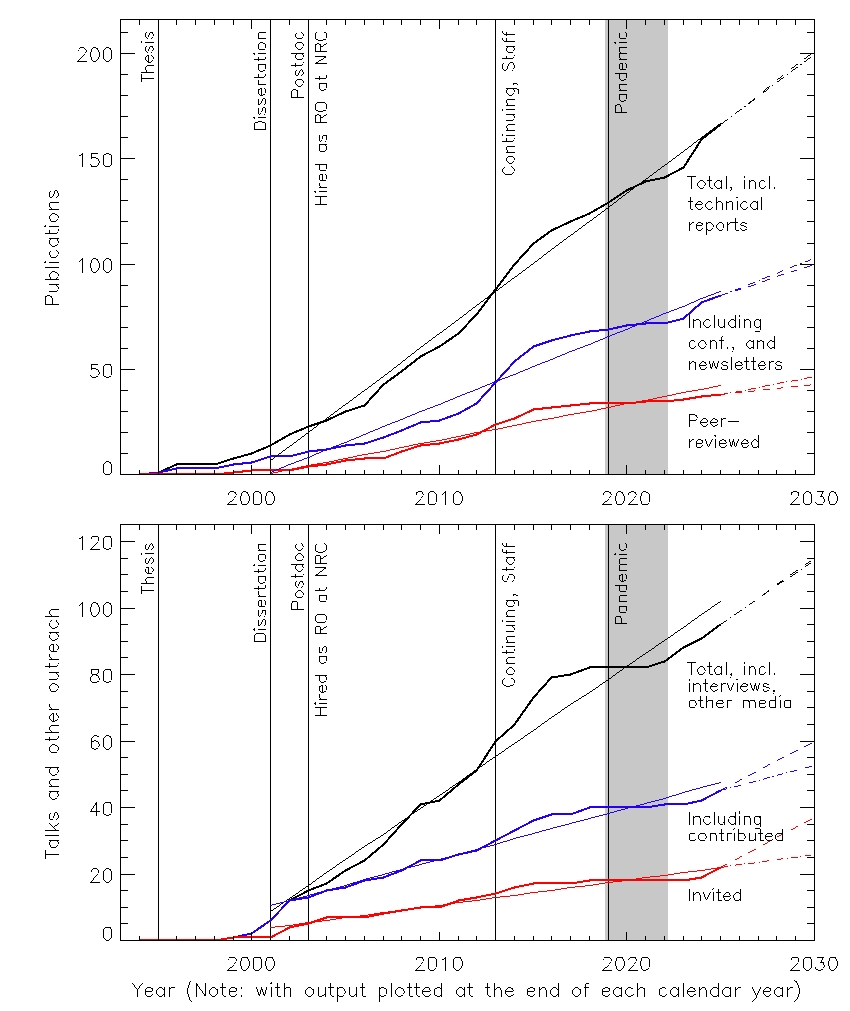 200
150
100
50
0
Publications
Thesis
Dissertation
Postdoc
Hired as RO at NRC
Continuing, Staff
Pandemic
Total, incl.
technical
reports
Including
conf., and
newsletters
Peer-
reviewed
2000 2010 2020 2030
120
100
80
60
40
20
0
Talks and other outreach
Thesis
Dissertation
Postdoc
Hired as RO at NRC
Continuing, Staff
Pandemic
Total, incl.
interviews,
other media
Including
contributed
Invited
2000 2010 2020 2030
Year (Note: with output plotted at the end of each calendar year)